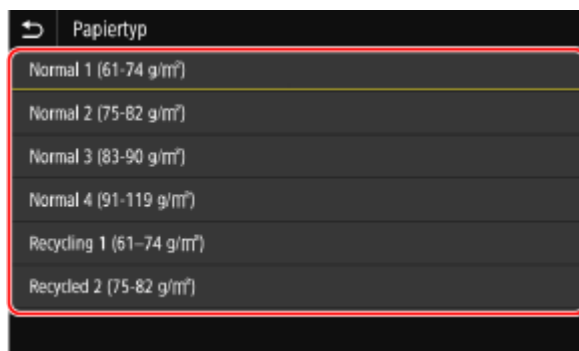 Papiertyp
Normal 1 (61-74 g/m²)
Normal 2 (75-82 g/m²)
Normal 3 (83-90 g/m²)
Normal 4 (91-119 g/m²)
Recycling 1 (61–74 g/m²)
Recycled 2 (75-82 g/m²)